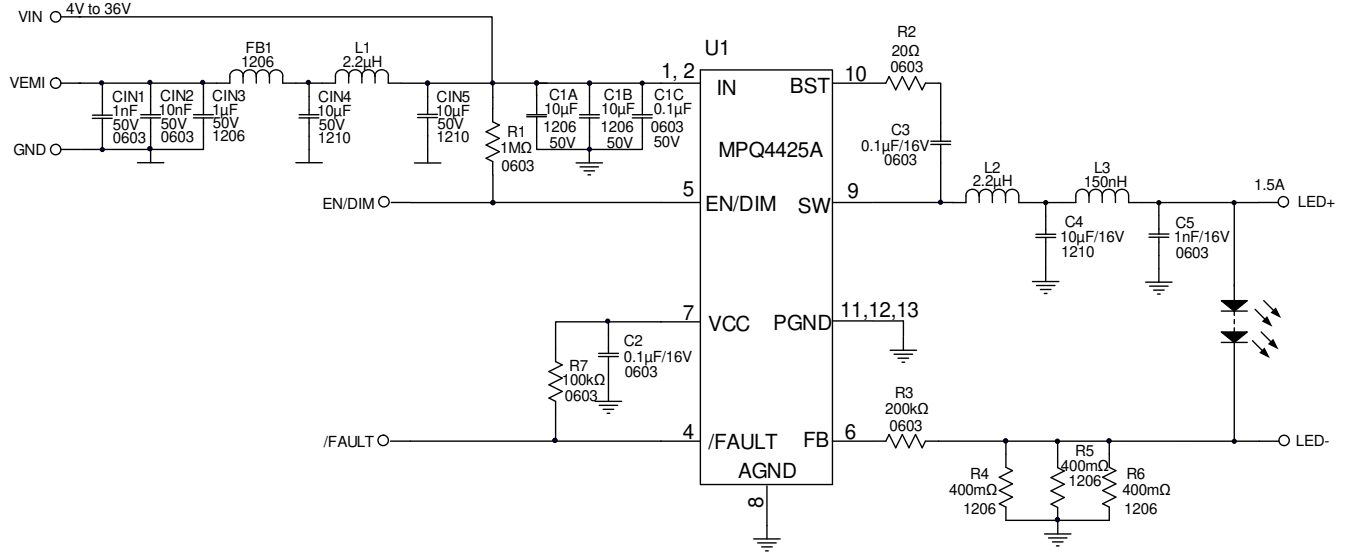 VIN
4V to 36V
VEMI
GND
CIN1
1nF
50V
0603
CIN2
10nF
50V
0603
CIN3
1µF
50V
1206
FB1
1206
CIN4
10µF
50V
1210
L1
2.2µH
CIN5
10µF
50V
1210
R1
1MΩ
0603
C1A
10µF
1206
50V
C1B
10µF
1206
50V
C1C
0.1µF
0603
50V
EN/DIM
U1
1, 2
IN
BST
10
MPQ4425A
5
EN/DIM
SW
9
7
VCC
PGND
11,12,13
4
/FAULT
FB
6
AGND
8
R2
20Ω
0603
C3
0.1µF/16V
0603
L2
2.2µH
L3
150nH
C4
10µF/16V
1210
C5
1nF/16V
0603
1.5A
LED+
C2
0.1µF/16V
0603
R7
100kΩ
0603
/FAULT
R3
200kΩ
0603
LED-
R4
400mΩ
1206
R5
400mΩ
1206
R6
400mΩ
1206